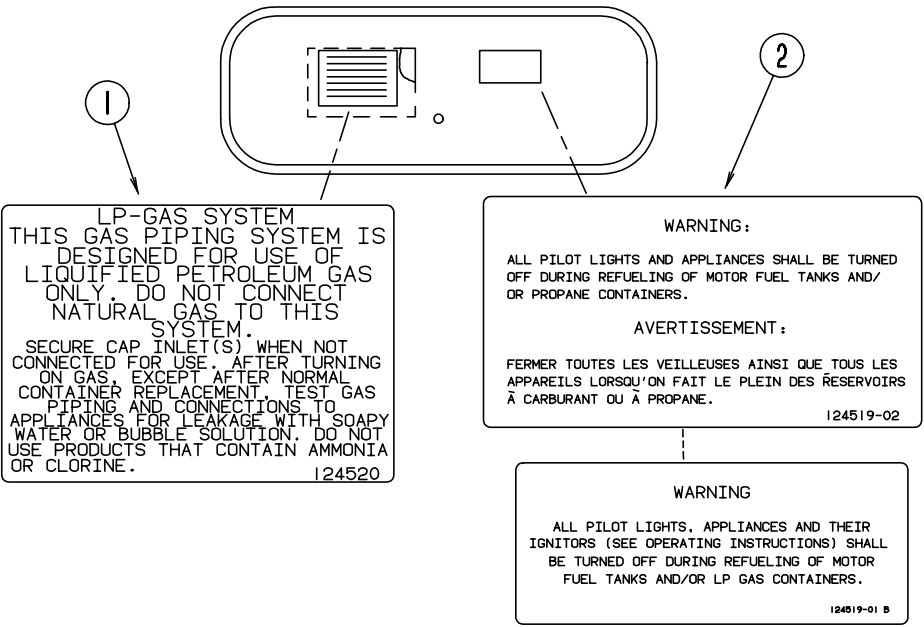 1
2
LP-GAS SYSTEM
THIS GAS PIPING SYSTEM IS
DESIGNED FOR USE OF
LIQUIFIED PETROLEUM GAS
ONLY. DO NOT CONNECT
NATURAL GAS TO THIS
SYSTEM.
SECURE CAP INLET(S) WHEN NOT
CONNECTED FOR USE. AFTER TURNING
ON GAS, EXCEPT AFTER NORMAL
CONTAINER REPLACEMENT, TEST GAS
PIPING AND CONNECTIONS TO
APPLIANCES FOR LEAKAGE WITH SOAPY
WATER OR BUBBLE SOLUTION. DO NOT
USE PRODUCTS THAT CONTAIN AMMONIA
OR CLORINE.
124520
WARNING:
ALL PILOT LIGHTS AND APPLIANCES SHALL BE TURNED
OFF DURING REFUELING OF MOTOR FUEL TANKS AND/
OR PROPANE CONTAINERS.
AVERTISSEMENT:
FERMER TOUTES LES VEILLEUSES AINSI QUE TOUS LES
APPAREILS LORSQU'ON FAIT LE PLEIN DES RESERVOIRS
À CARBURANT OU À PROPANE.
124519-02
WARNING
ALL PILOT LIGHTS, APPLIANCES AND THEIR
IGNITORS (SEE OPERATING INSTRUCTIONS) SHALL
BE TURNED OFF DURING REFUELING OF MOTOR
FUEL TANKS AND/OR LP GAS CONTAINERS.
124519-01 B